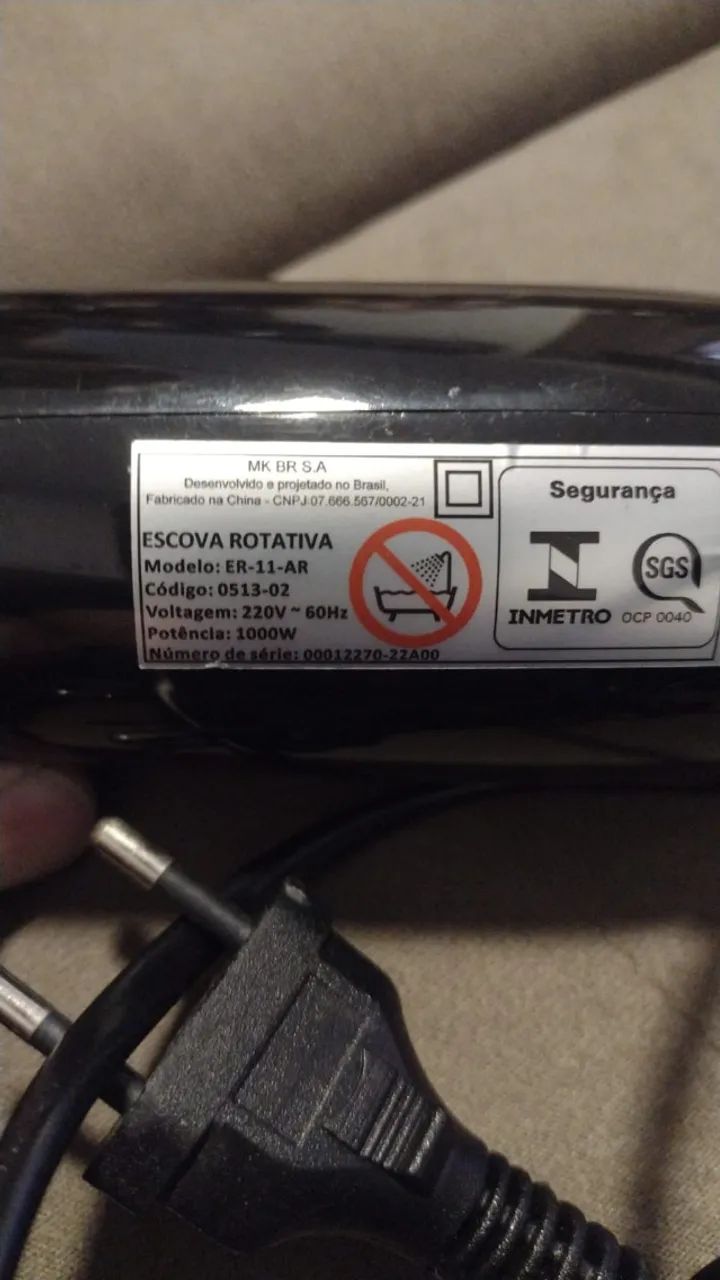 MK BR S.A
Desenvolvido e projetado no Brasil,
Fabricado na China - CNPJ:07.666.567/0002-21
ESCOVA ROTATIVA
Modelo: ER-11-AR
Código: 0513-02
Voltagem: 220V ~ 60Hz
Potência: 1000W
Número de série: 00012270-22A00
Segurança
SGS
INMETRO OCP 0040